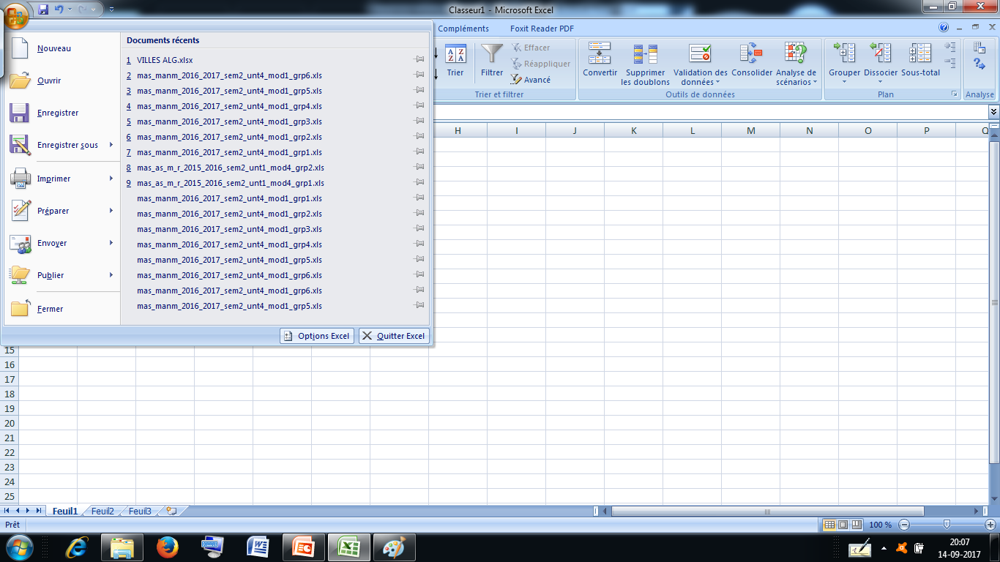 Classeur1 - Microsoft Excel
Compléments Foxit Reader PDF
Nouveau
Ouvrir
Enregistrer
Enregistrer sous
Imprimer
Préparer
Envoyer
Publier
Fermer
Documents récents
1 VILLES ALG.xlsx
2 mas_manm_2016_2017_sem2_unt4_mod1_grp6.xls
3 mas_manm_2016_2017_sem2_unt4_mod1_grp5.xls
4 mas_manm_2016_2017_sem2_unt4_mod1_grp4.xls
5 mas_manm_2016_2017_sem2_unt4_mod1_grp3.xls
6 mas_manm_2016_2017_sem2_unt4_mod1_grp2.xls
7 mas_manm_2016_2017_sem2_unt4_mod1_grp1.xls
8 mas_as_m_r_2015_2016_sem2_unt1_mod4_grp2.xls
9 mas_as_m_r_2015_2016_sem2_unt1_mod4_grp1.xls
mas_manm_2016_2017_sem2_unt4_mod1_grp1.xls
mas_manm_2016_2017_sem2_unt4_mod1_grp2.xls
mas_manm_2016_2017_sem2_unt4_mod1_grp3.xls
mas_manm_2016_2017_sem2_unt4_mod1_grp4.xls
mas_manm_2016_2017_sem2_unt4_mod1_grp5.xls
mas_manm_2016_2017_sem2_unt4_mod1_grp6.xls
mas_manm_2016_2017_sem2_unt4_mod1_grp6.xls
mas_manm_2016_2017_sem2_unt4_mod1_grp5.xls
Options Excel Quitter Excel
Trier
Filtrer
Effacer
Réappliquer
Avancé
Trier et filtrer
Convertir
Supprimer
les doublons
Validation des
données
Consolider
Analyse de
scénarios
Outils de données
Grouper
Dissocier
Sous-total
Plan
Analyse
H I J K L M N O P Q
15
16
17
18
19
20
21
22
23
24
25
Feuil1 Feuil2 Feuil3
Prêt
100 %
20:07
14-09-2017